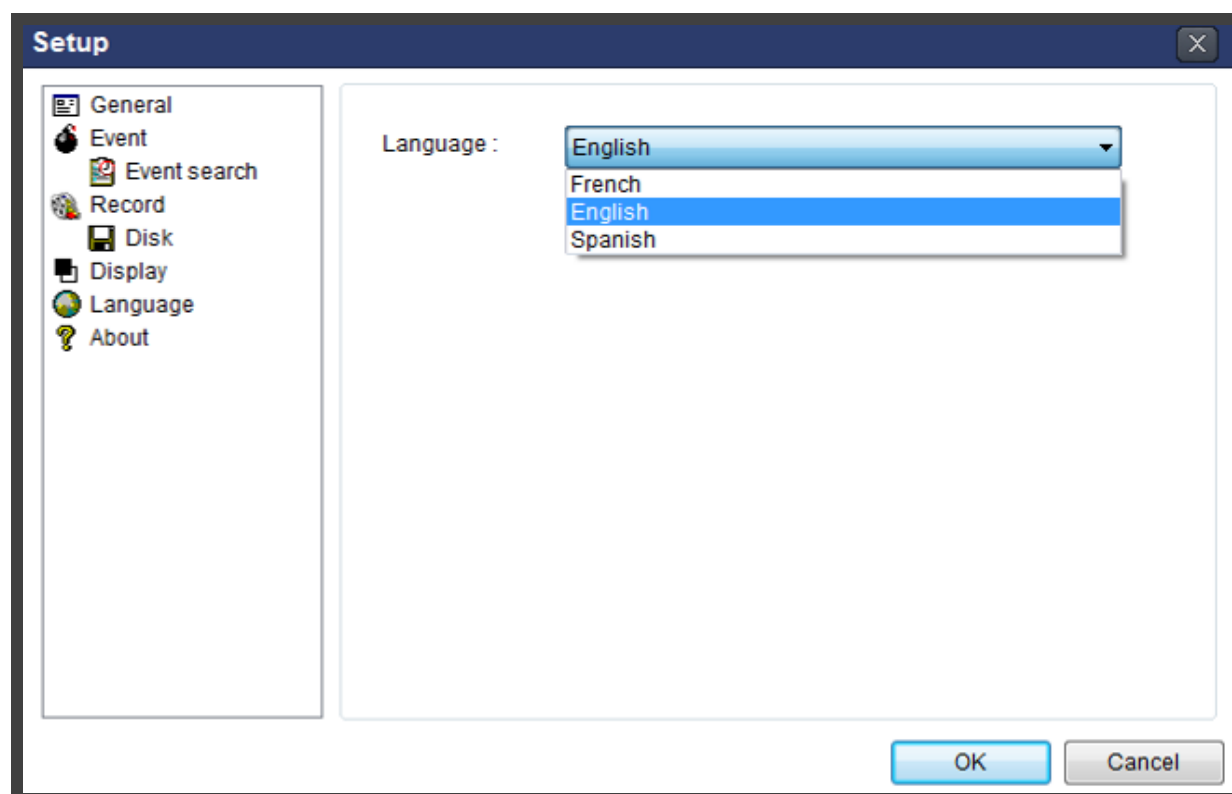 Setup
General
Event
Event search
Record
Disk
Display
Language
About
Language :
English
French
English
Spanish
OK
Cancel